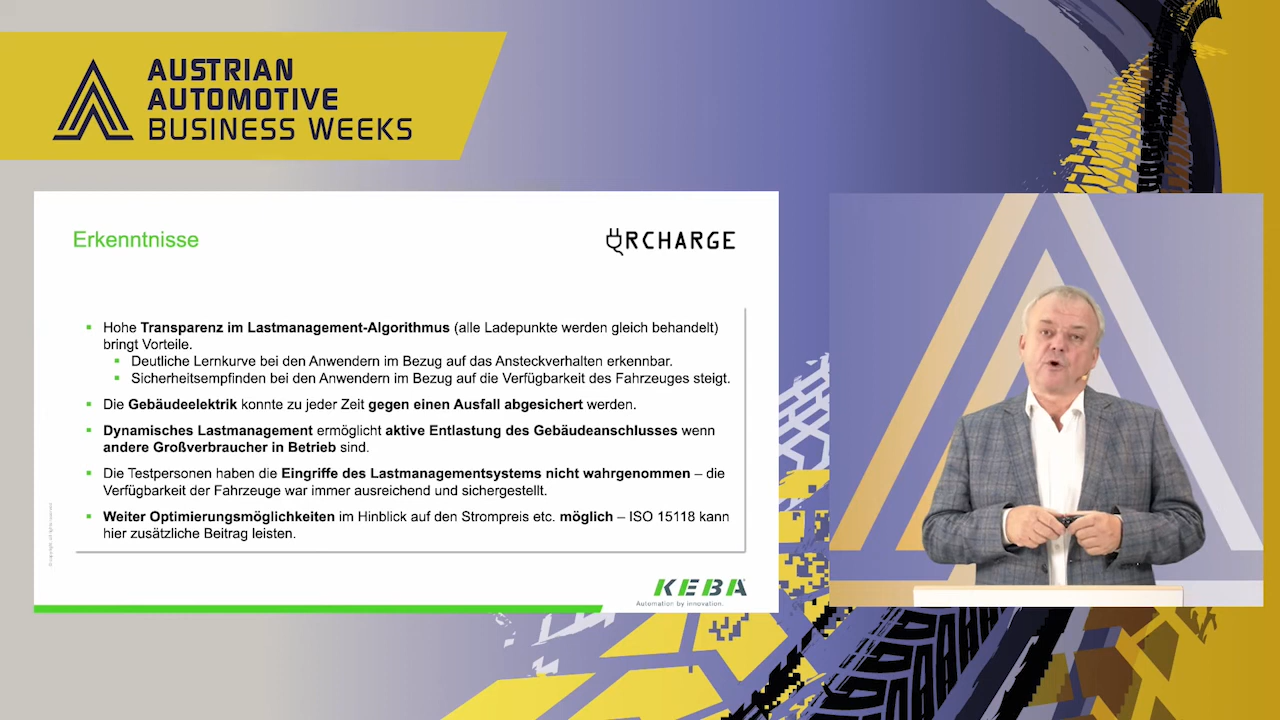 AUSTRIAN
AUTOMOTIVE
BUSINESS WEEKS
Erkenntnisse
RCHARGE
Hohe Transparenz im Lastmanagement-Algorithmus (alle Ladepunkte werden gleich behandelt)
bringt Vorteile.
Deutliche Lernkurve bei den Anwendern im Bezug auf das Ansteckverhalten erkennbar.
Sicherheitsempfinden bei den Anwendern im Bezug auf die Verfügbarkeit des Fahrzeuges steigt.
Die Gebäudeelektrik konnte zu jeder Zeit gegen einen Ausfall abgesichert werden.
Dynamisches Lastmanagement ermöglicht aktive Entlastung des Gebäudeanschlusses wenn
andere Großverbraucher in Betrieb sind.
Die Testpersonen haben die Eingriffe des Lastmanagementsystems nicht wahrgenommen – die
Verfügbarkeit der Fahrzeuge war immer ausreichend und sichergestellt.
Weiter Optimierungsmöglichkeiten im Hinblick auf den Strompreis etc. möglich – ISO 15118 kann
hier zusätzliche Beitrag leisten.
KEBA
Automation by innovation.